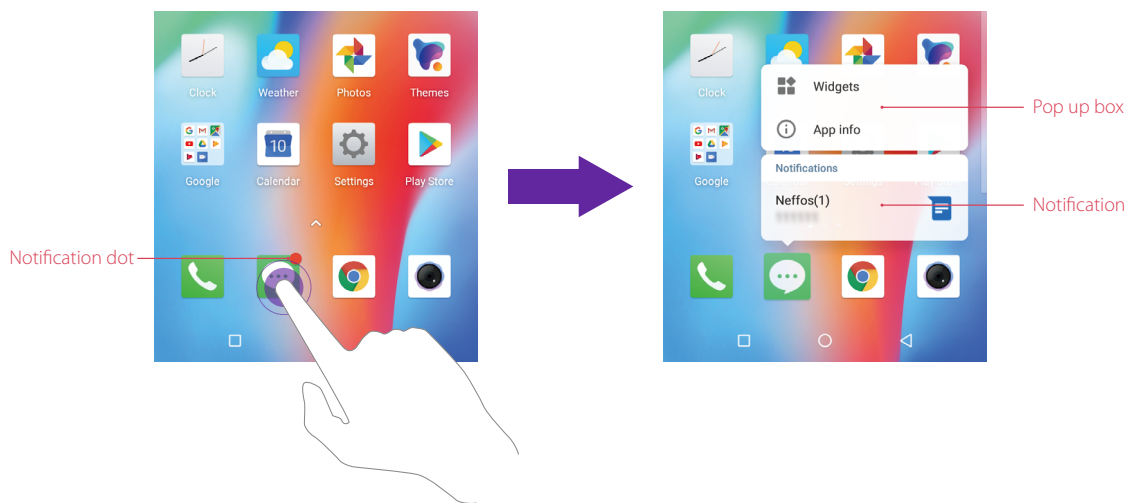 Clock
Weather
Photos
Themes
10
Google
Calendar
Settings
Play Store
Notification dot
Clock
Widgets
App info
Pop up box
Google
Notifications
Neffos(1)
Notification